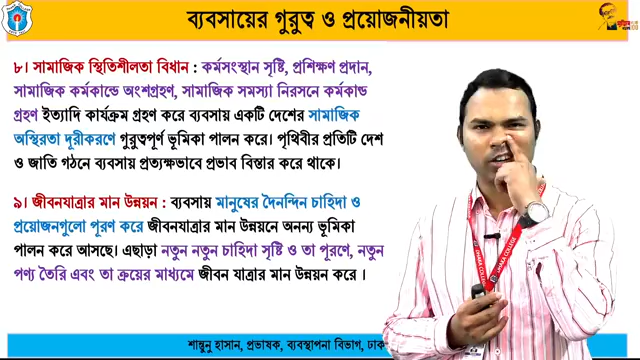 ব্যবসায়ের গুরুত্ব ও প্রয়োজনীয়তা
৮। সামাজিক স্থিতিশীলতা বিধান : কর্মসংস্থান সৃষ্টি, প্রশিক্ষণ প্রদান,
সামাজিক কর্মকান্ডে অংশগ্রহণ, সামাজিক সমস্যা নিরসনে কর্মকাণ্ড
গ্রহণ ইত্যাদি কার্যক্রম গ্রহণ করে ব্যবসায় একটি দেশের সামাজিক
অস্থিরতা দূরীকরণে গুরুত্বপূর্ণ ভূমিকা পালন করে। পৃথিবীর প্রতিটি দেশ
ও জাতি গঠনে ব্যবসায় প্রত্যক্ষভাবে প্রভাব বিস্তার করে থাকে।
৯। জীবনযাত্রার মান উন্নয়ন : ব্যবসায় মানুষের দৈনন্দিন চাহিদা ও
প্রয়োজনগুলো পূরণ করে জীবনযাত্রার মান উন্নয়নে অনন্য ভূমিকা
পালন করে আসছে। এছাড়া নতুন নতুন চাহিদা সৃষ্টি ও তা পূরণে, নতুন
পণ্য তৈরি এবং তা ক্রয়ের মাধ্যমে জীবন যাত্রার মান উন্নয়ন করে ।
শান্তুনু হাসান, প্রভাষক, ব্যবস্থাপনা বিভাগ, ঢাক